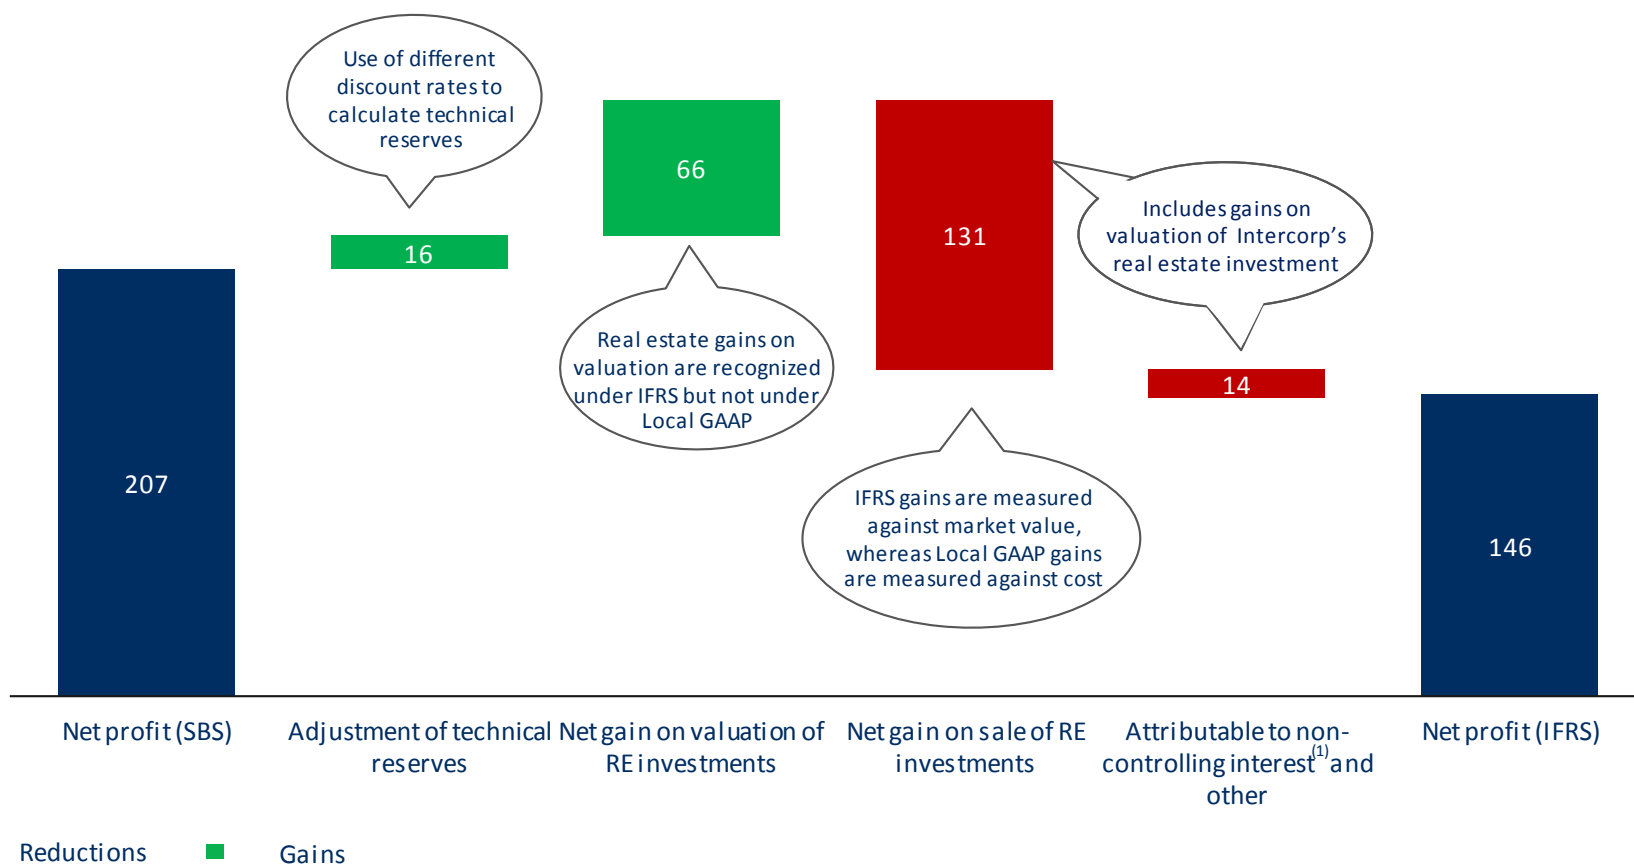 Use of different
discount rates to
calculate technical
reserves
66
16
131
Includes gains on
valuation of Intercorp's
real estate investment
Real estate gains on
valuation are recognized
under IFRS but not under
Local GAAP
14
207
IFRS gains are measured
against market value,
whereas Local GAAP gains
are measured against cost
146
Net profit (SBS)
Adjustment of technical
reserves
Net gain on valuation of
RE investments
Net gain on sale of RE
investments
Attributable to non-
controlling interest(1) and
other
Net profit (IFRS)
Reductions
Gains